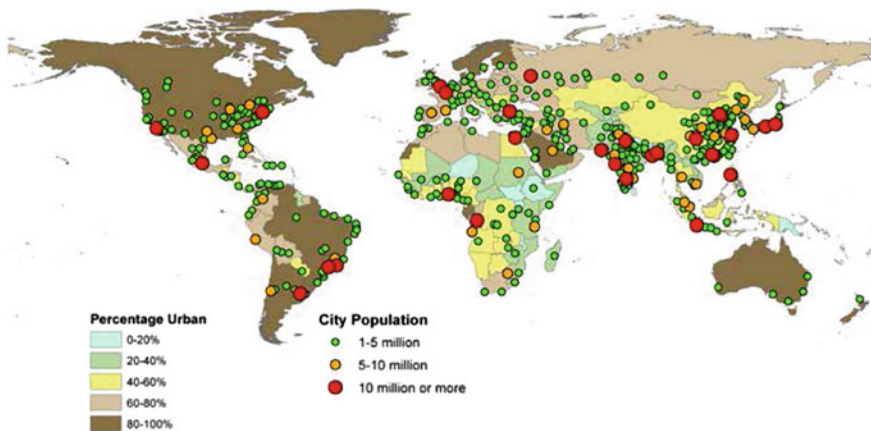 Percentage Urban
0-20%
20-40%
40-60%
60-80%
80-100%
City Population
1-5 million
5-10 million
10 million or more